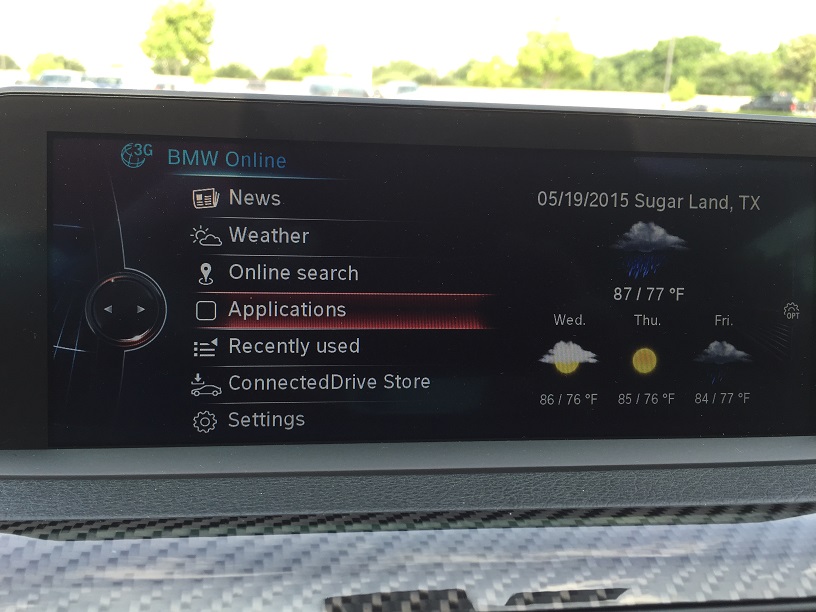 3G BMW Online
News
Weather
Online search
Applications
Recently used
ConnectedDrive Store
Settings
05/19/2015 Sugar Land, TX
87 / 77 °F
Wed. Thu. Fri.
86 / 76 °F 85 / 76 °F 84 / 77 °F
OPT